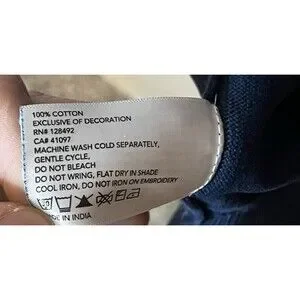 100% COTTON
EXCLUSIVE OF DECORATION
RN# 128492
CA# 41097
MACHINE WASH COLD SEPARATELY,
GENTLE CYCLE,
DO NOT BLEACH
DO NOT WRING, FLAT DRY IN SHADE
COOL IRON, DO NOT IRON ON EMBROIDERY
IN INDIA